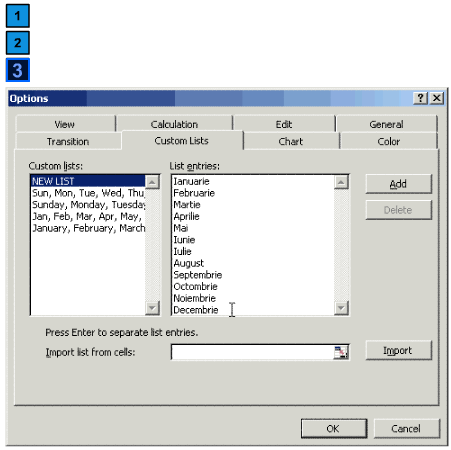 1
2
3
Options
View Calculation Edit General
Transition Custom Lists Chart Color
Custom lists:
NEW LIST
Sun, Mon, Tue, Wed, Thu,
Sunday, Monday, Tuesday
Jan, Feb, Mar, Apr, May,
January, February, March
List entries:
Ianuarie
Februarie
Martie
Aprilie
Mai
Iunie
Iulie
August
Septembrie
Octombrie
Noiembrie
Decembrie
Add
Delete
Press Enter to separate list entries.
Import list from cells:
Import
OK Cancel